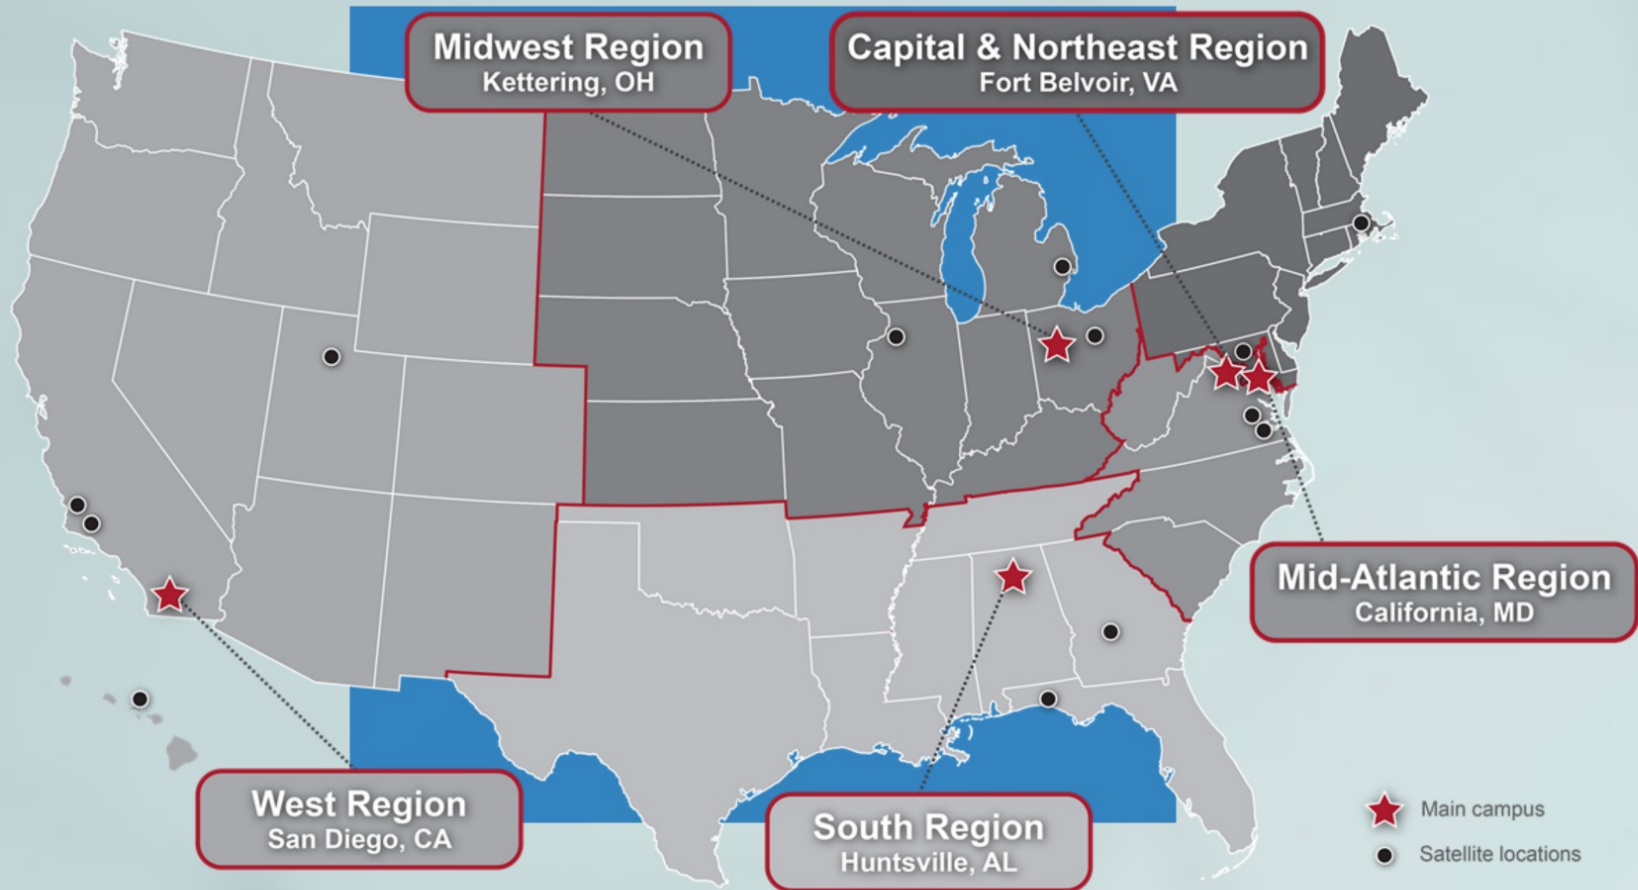 Midwest Region
Kettering, OH
Capital & Northeast Region
Fort Belvoir, VA
Mid-Atlantic Region
California, MD
West Region
San Diego, CA
South Region
Huntsville, AL
Main campus
Satellite locations